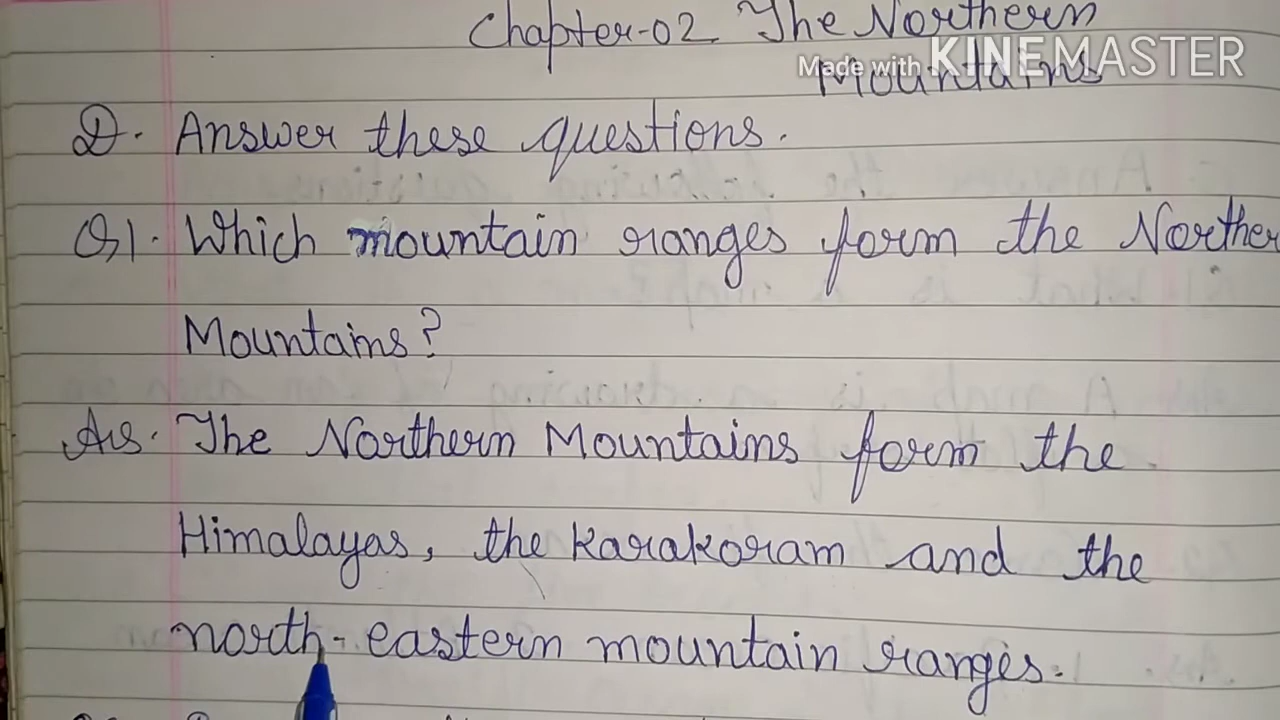 Chapter-02 The Northern
Made with KINEMASTER
Mountains
D. Answer these questions.
Q1. Which mountain ranges form the Norther
Mountains?
Ans. The Northern Mountains form the
Himalayas, the Karakoram and the
north-eastern mountain ranges.